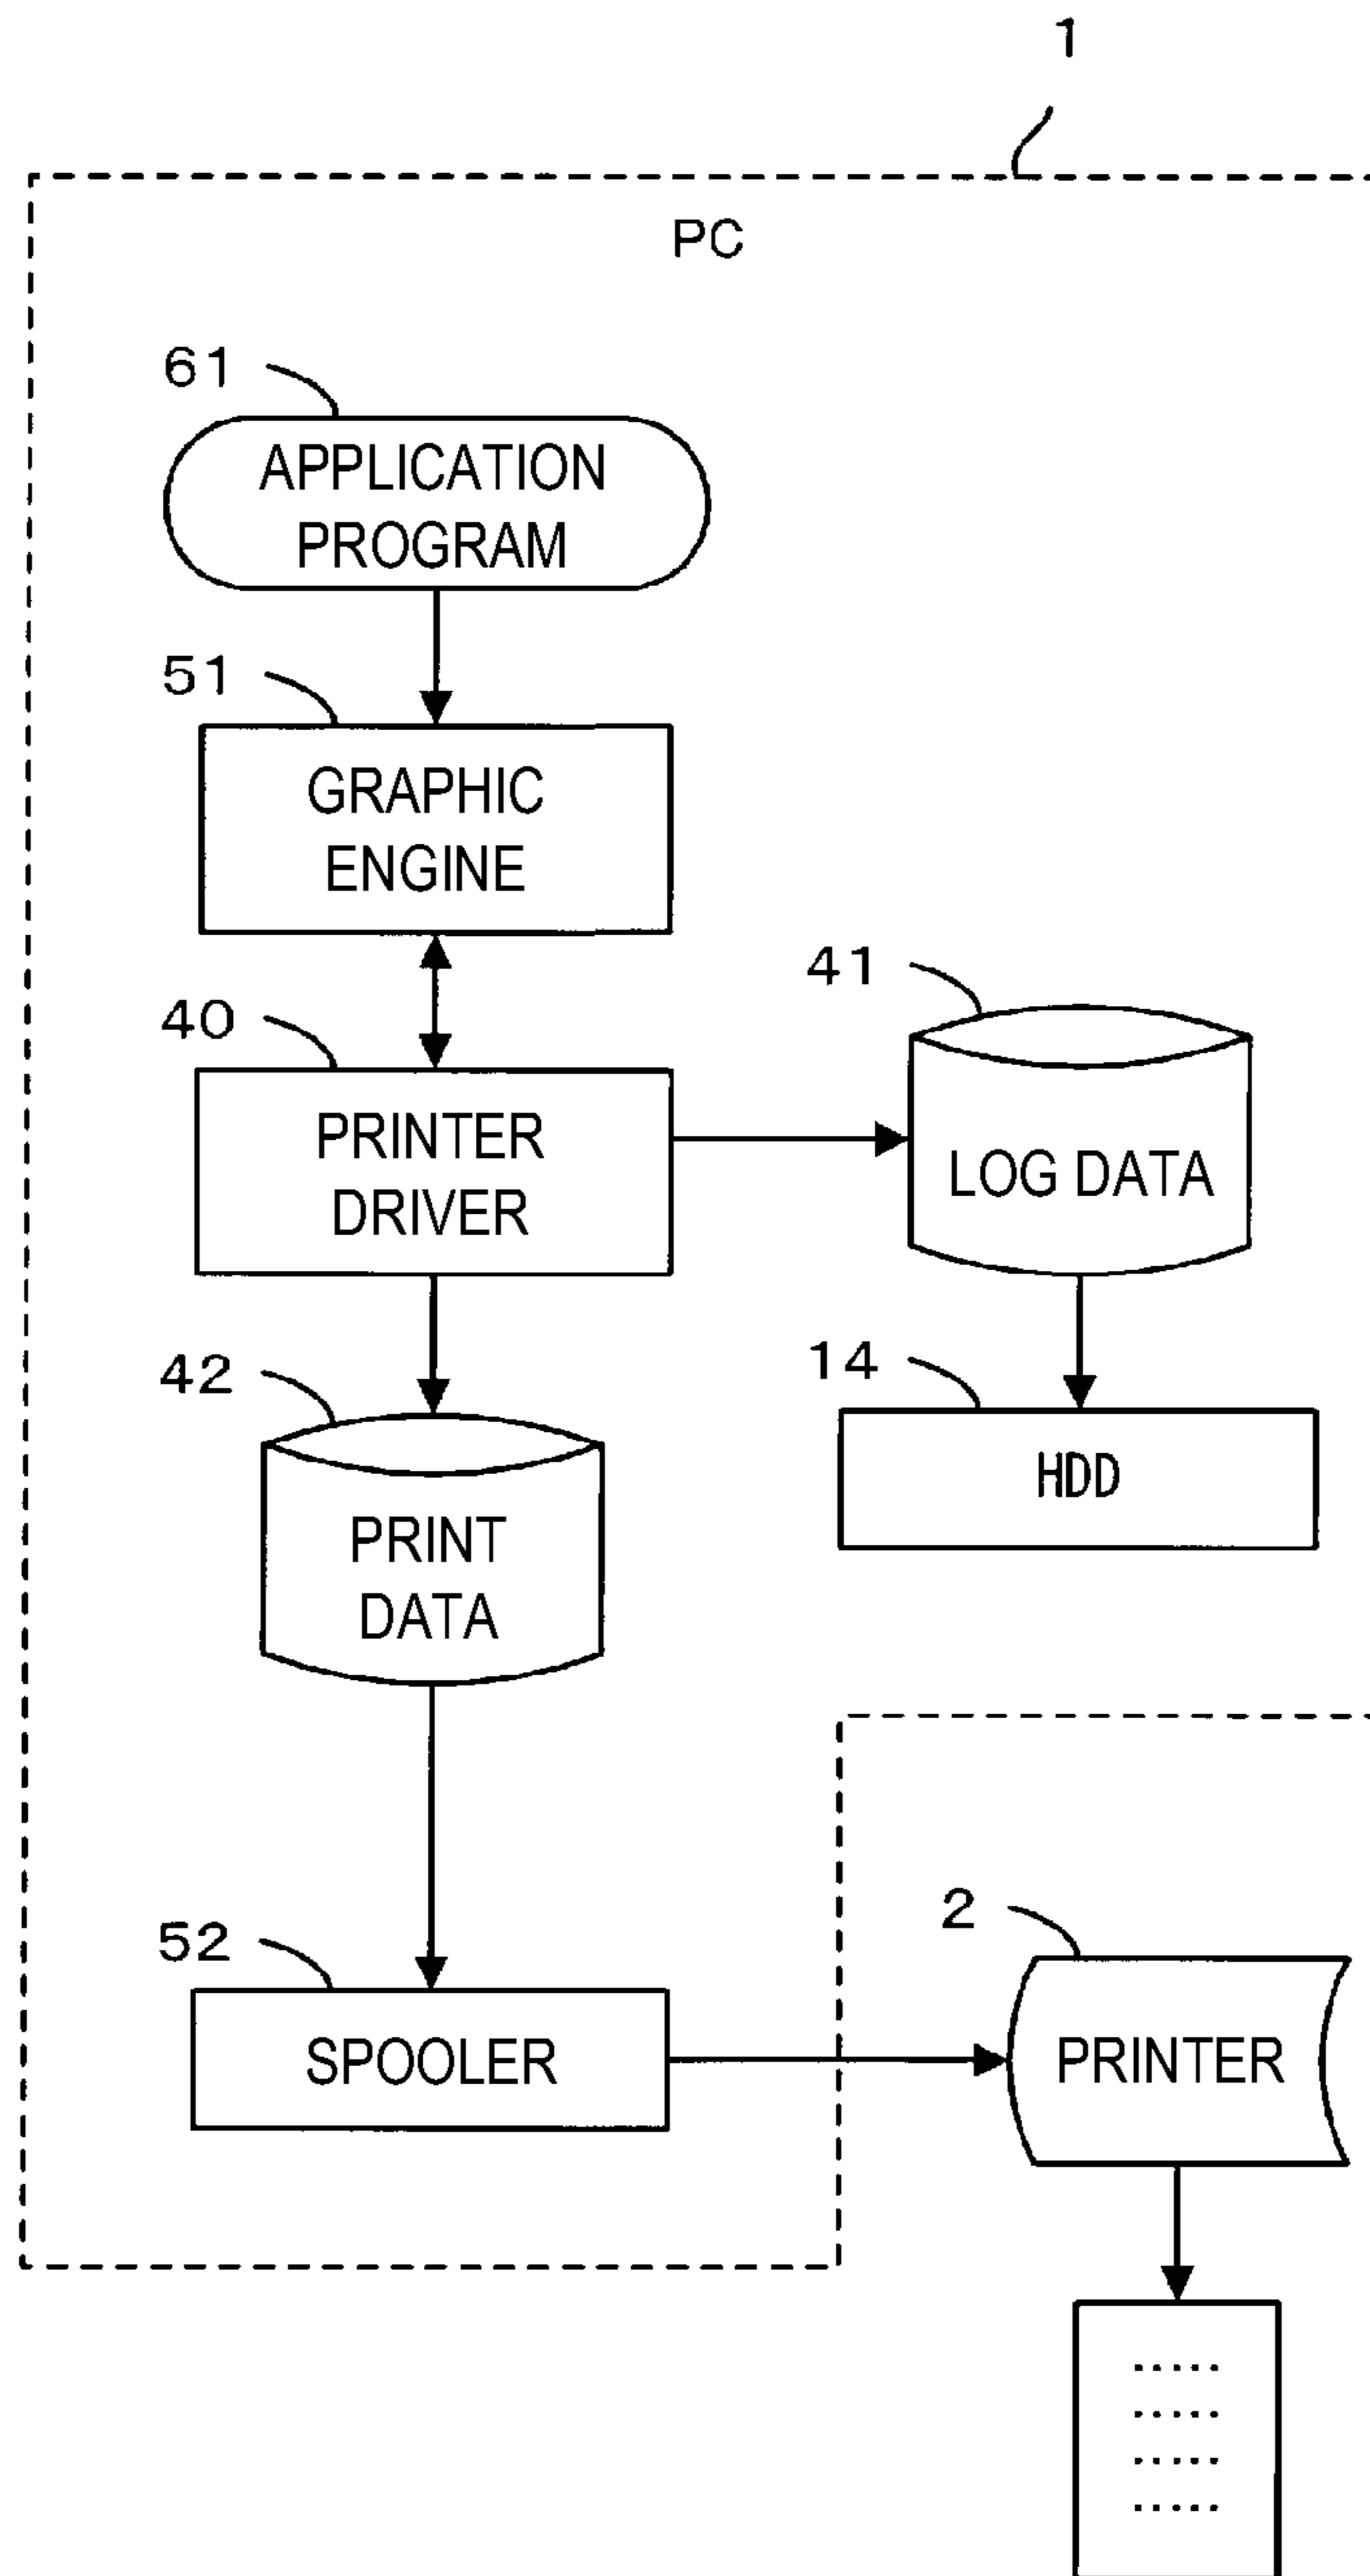 1
PC
61
APPLICATION
PROGRAM
51
GRAPHIC
ENGINE
40
PRINTER
DRIVER
41
LOG DATA
42
PRINT
DATA
14
HDD
52
SPOOLER
2
PRINTER